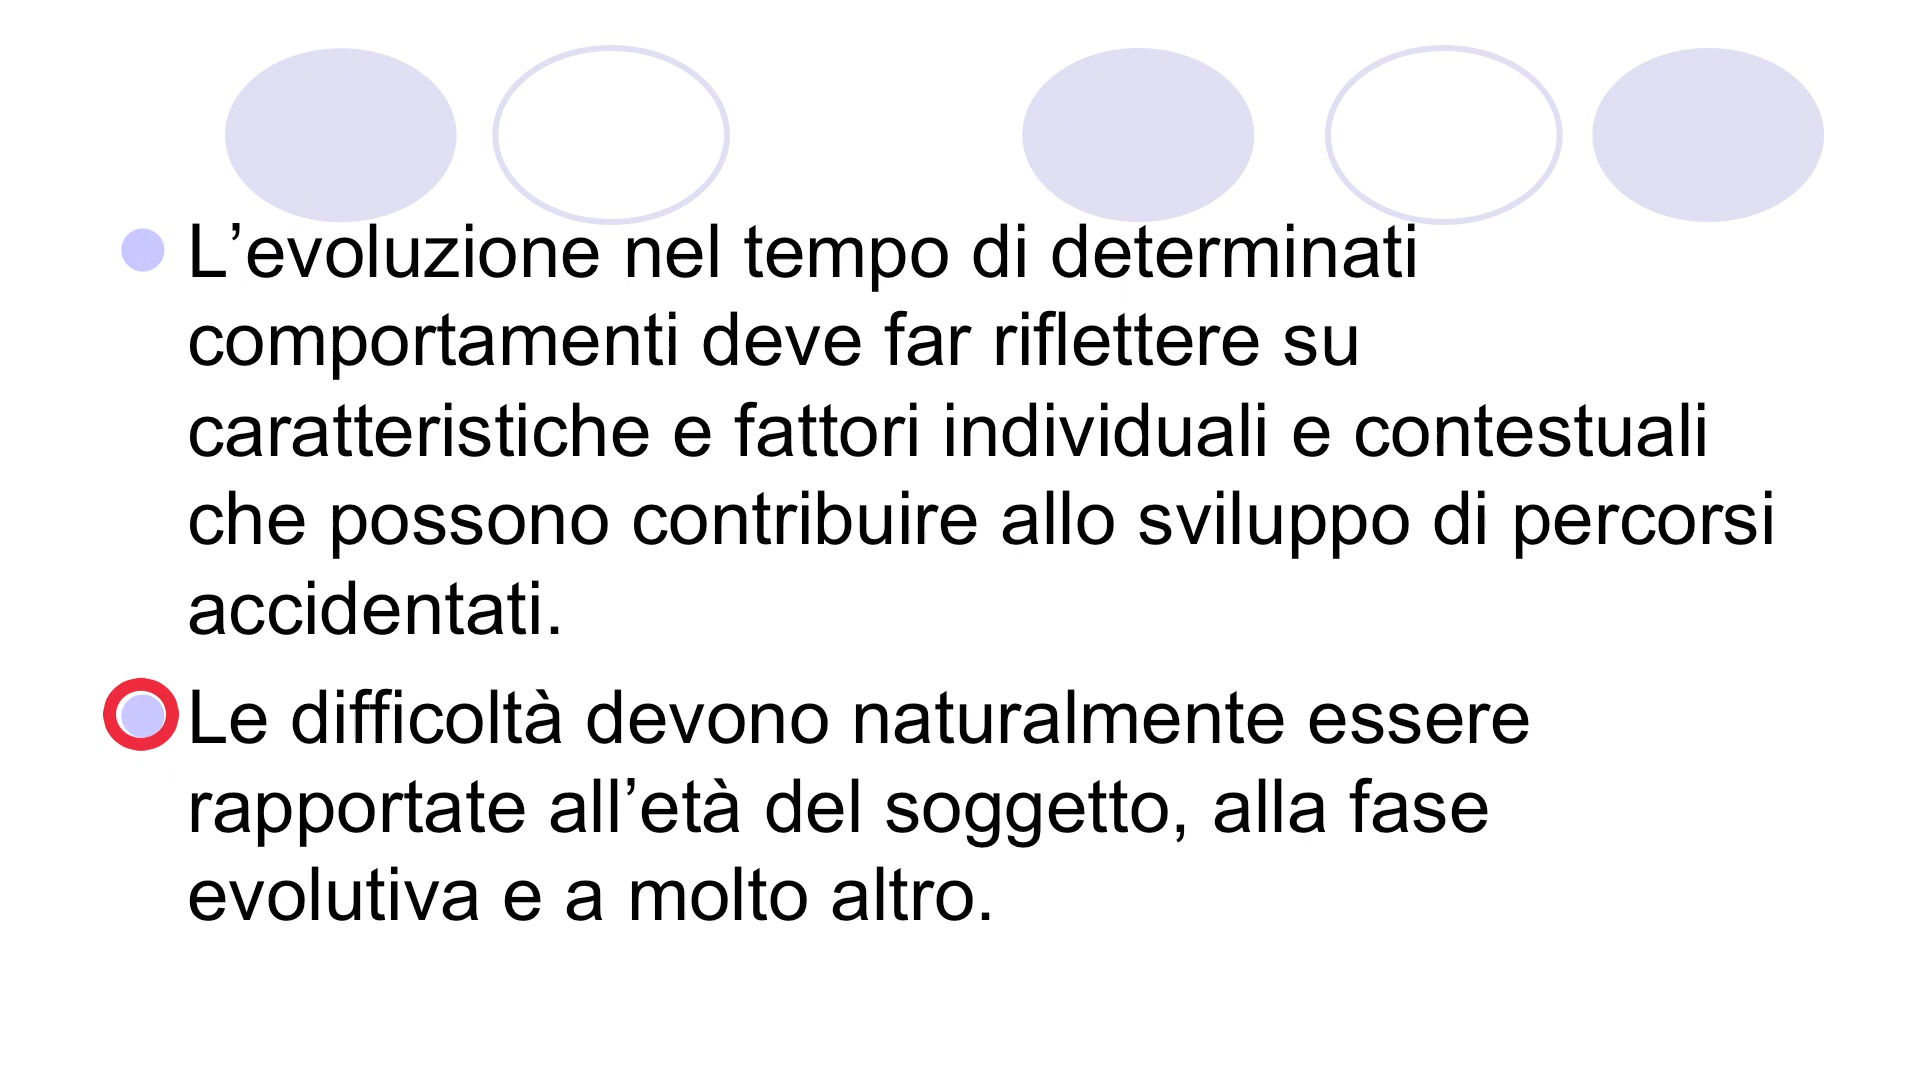 L’evoluzione nel tempo di determinati
comportamenti deve far riflettere su
caratteristiche e fattori individuali e contestuali
che possono contribuire allo sviluppo di percorsi
accidentati.
Le difficoltà devono naturalmente essere
rapportate all’età del soggetto, alla fase
evolutiva e a molto altro.